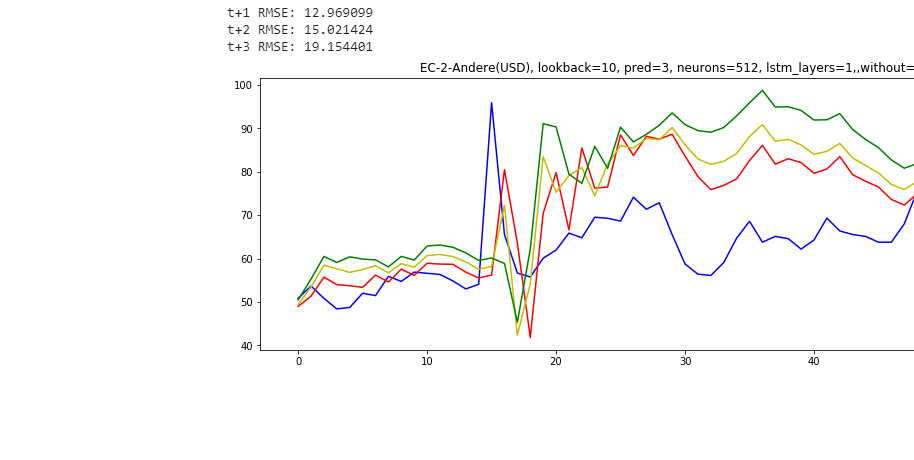 t+1 RMSE: 12.969099
t+2 RMSE: 15.021424
t+3 RMSE: 19.154401
EC-2-Andere(USD), lookback=10, pred=3, neurons=512, lstm_layers=1,,without=
100
90
80
70
60
50
40
0 10 20 30 40